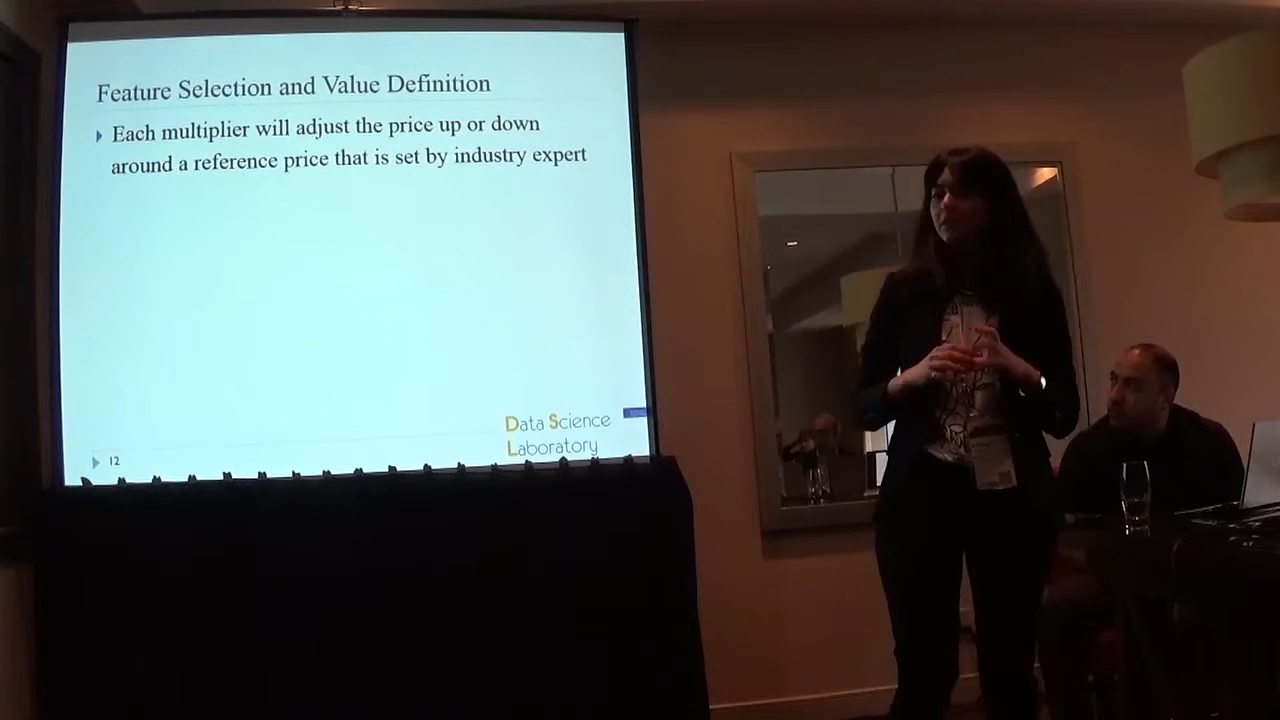 Feature Selection and Value Definition
Each multiplier will adjust the price up or down
around a reference price that is set by industry expert
Data Science
Laboratory
12